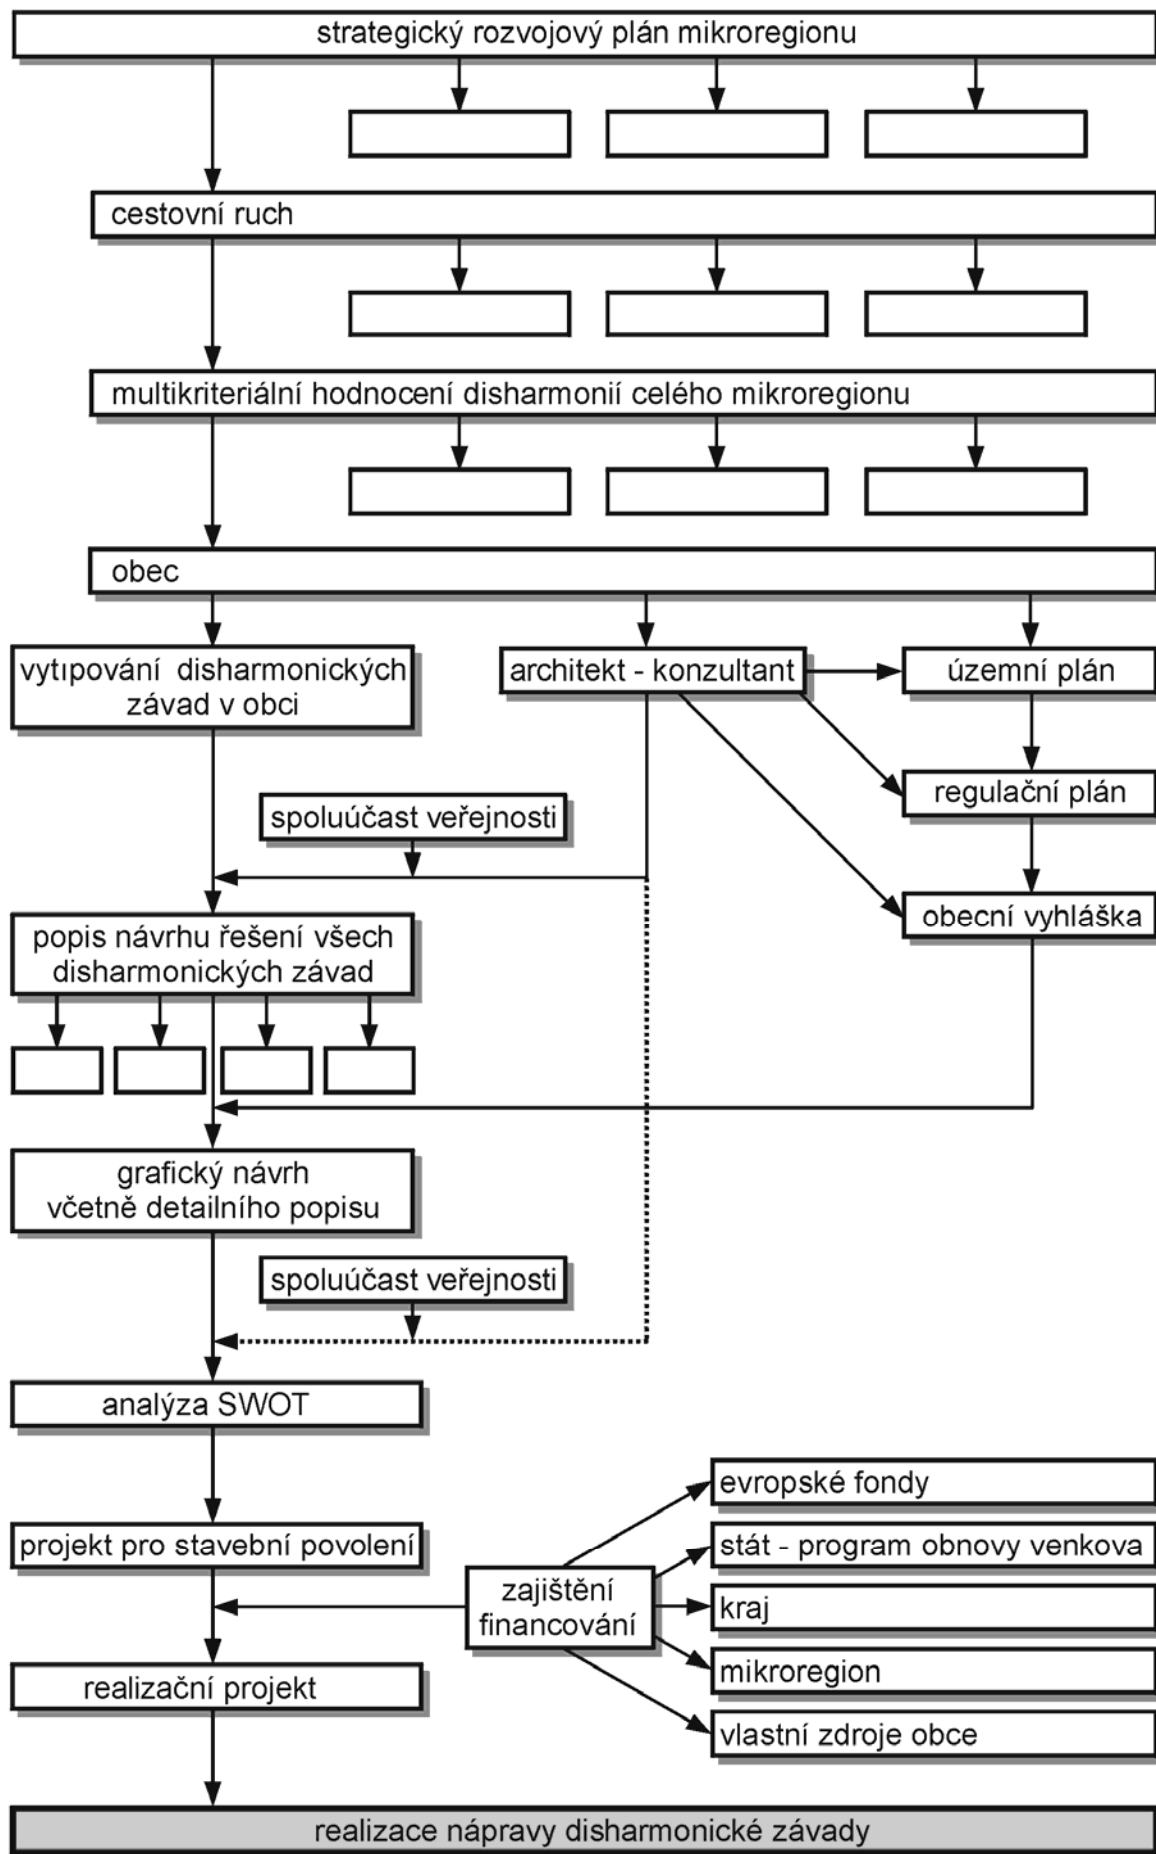 strategický rozvojový plán mikroregionu
cestovní ruch
multikriteriální hodnocení disharmonií celého mikroregionu
obec
vytipování disharmonických
závad v obci
architekt - konzultant
územní plán
regulační plán
spoluúčast veřejnosti
obecní vyhláška
popis návrhu řešení všech
disharmonických závad
grafický návrh
včetně detailního popisu
spoluúčast veřejnosti
analýza SWOT
evropské fondy
projekt pro stavební povolení
stát - program obnovy venkova
zajištění
financování
kraj
mikroregion
realizační projekt
vlastní zdroje obce
realizace nápravy disharmonické závady